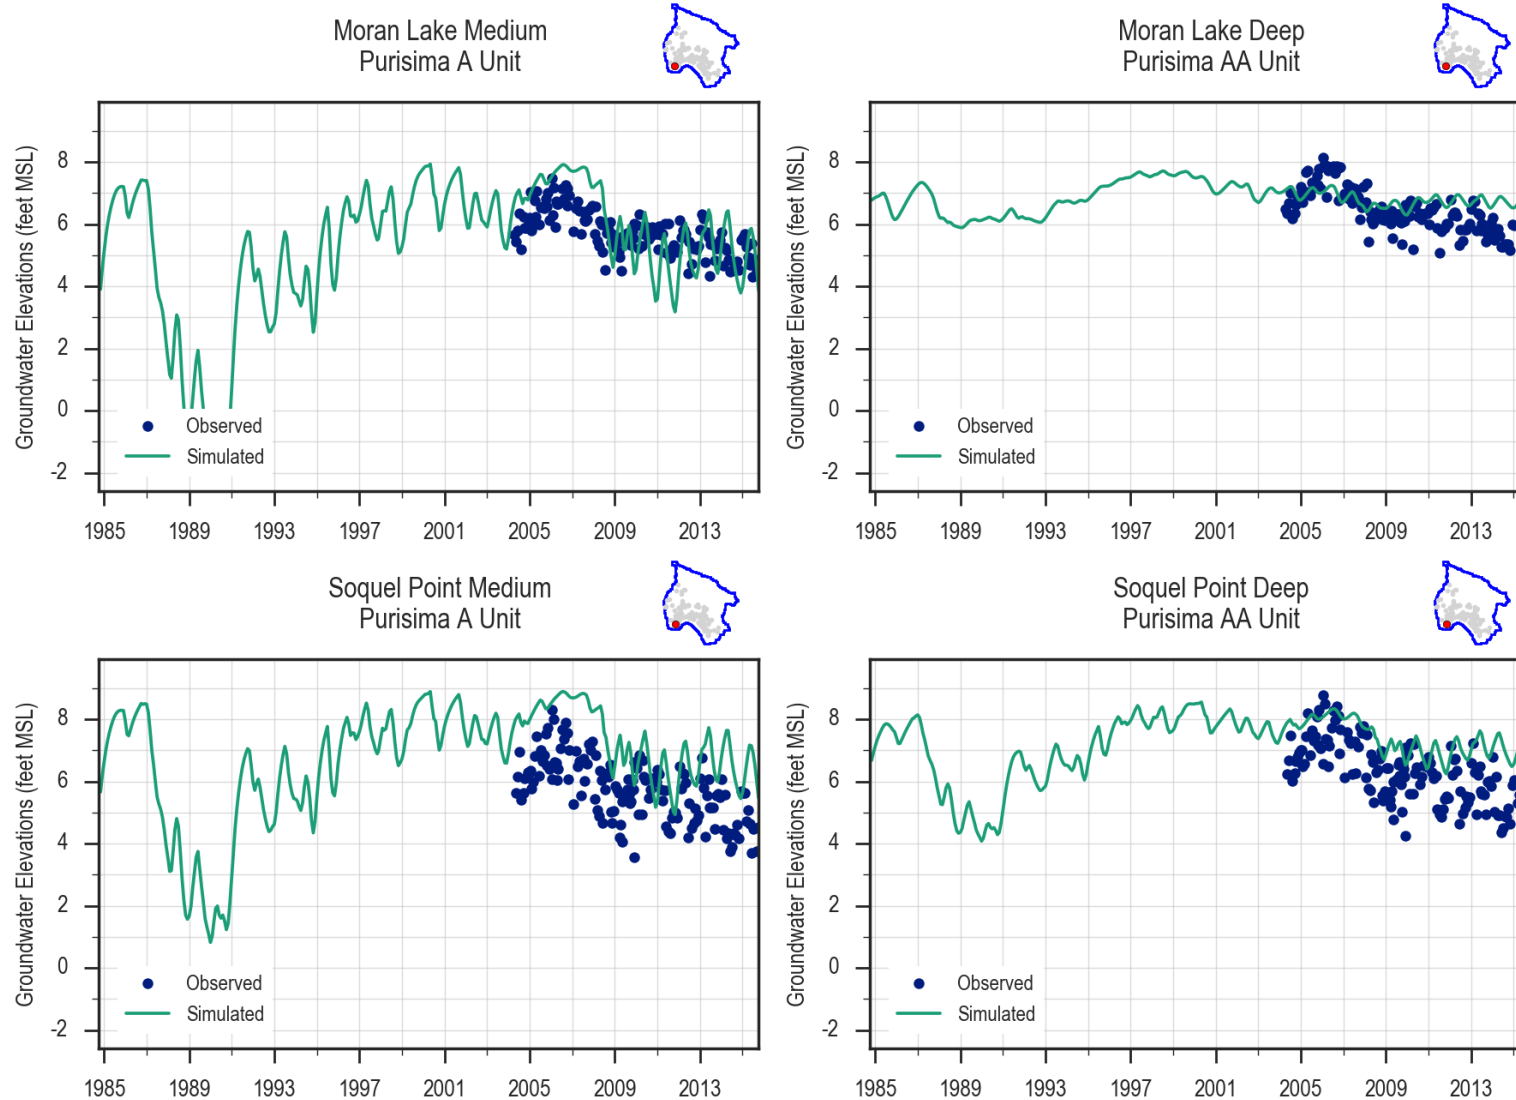 Moran Lake Medium
Purisima A Unit
Groundwater Elevations (feet MSL)
8
6
4
2
0
-2
Observed
Simulated
1985 1989 1993 1997 2001 2005 2009 2013
Moran Lake Deep
Purisima AA Unit
Groundwater Elevations (feet MSL)
8
6
4
2
0
-2
Observed
Simulated
1985 1989 1993 1997 2001 2005 2009 2013
Soquel Point Medium
Purisima A Unit
Groundwater Elevations (feet MSL)
8
6
4
2
0
-2
Observed
Simulated
1985 1989 1993 1997 2001 2005 2009 2013
Soquel Point Deep
Purisima AA Unit
Groundwater Elevations (feet MSL)
8
6
4
2
0
-2
Observed
Simulated
1985 1989 1993 1997 2001 2005 2009 2013